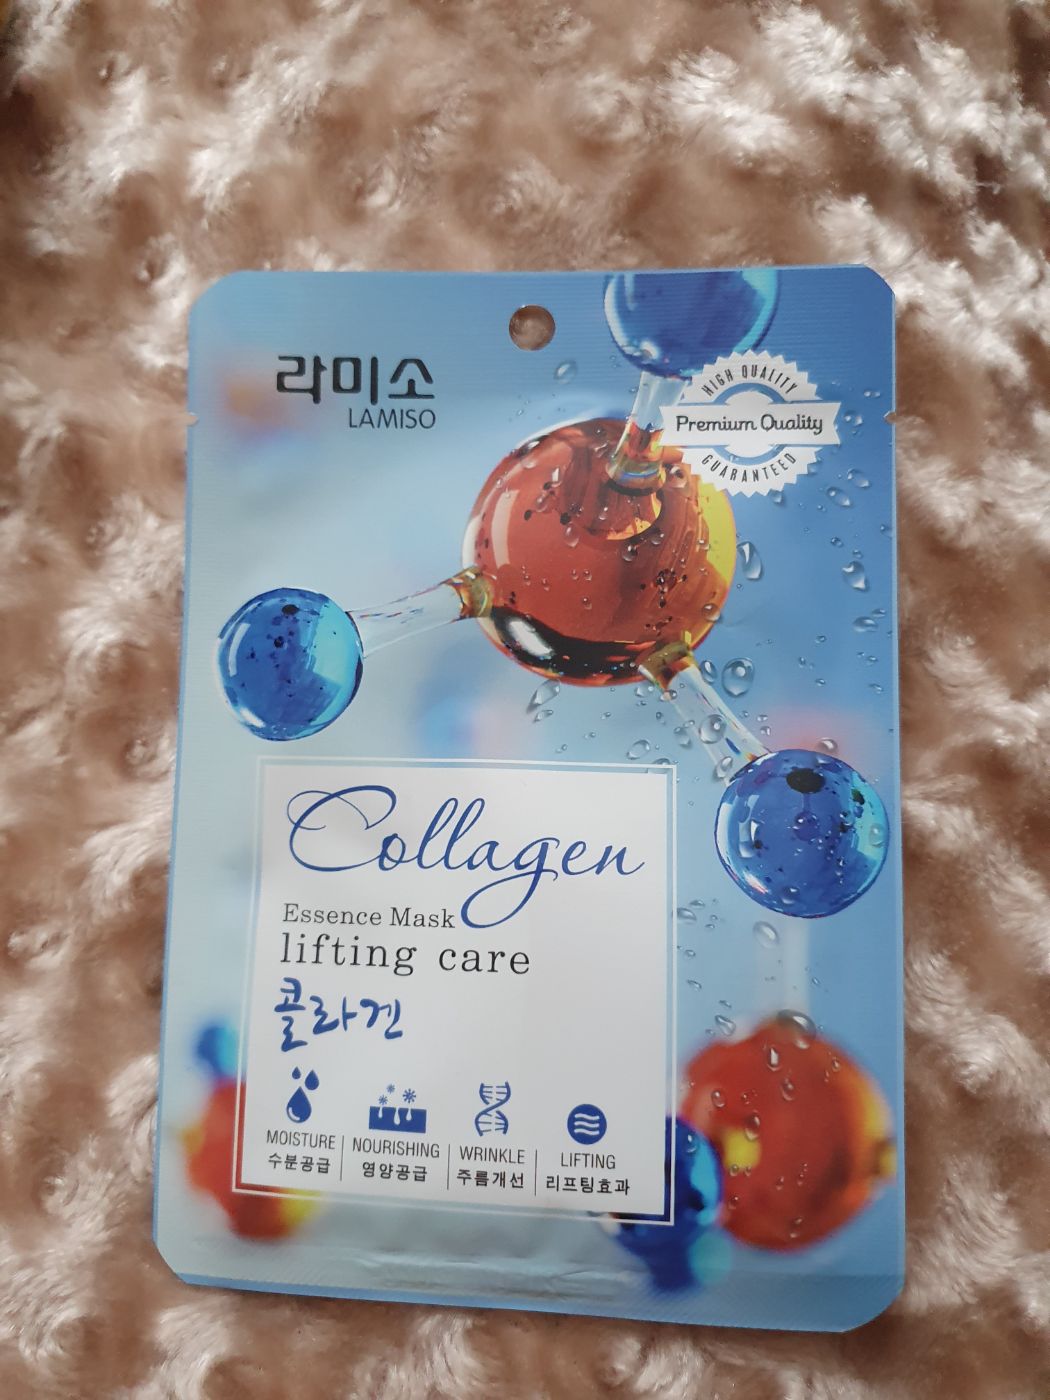 라미소
LAMISO
HIGH QUALITY
Premium Quality
GUARANTEED
Collagen
Essence Mask
lifting care
콜라겐
MOISTURE
수분공급
NOURISHING
영양공급
WRINKLE
주름개선
LIFTING
리프팅효과